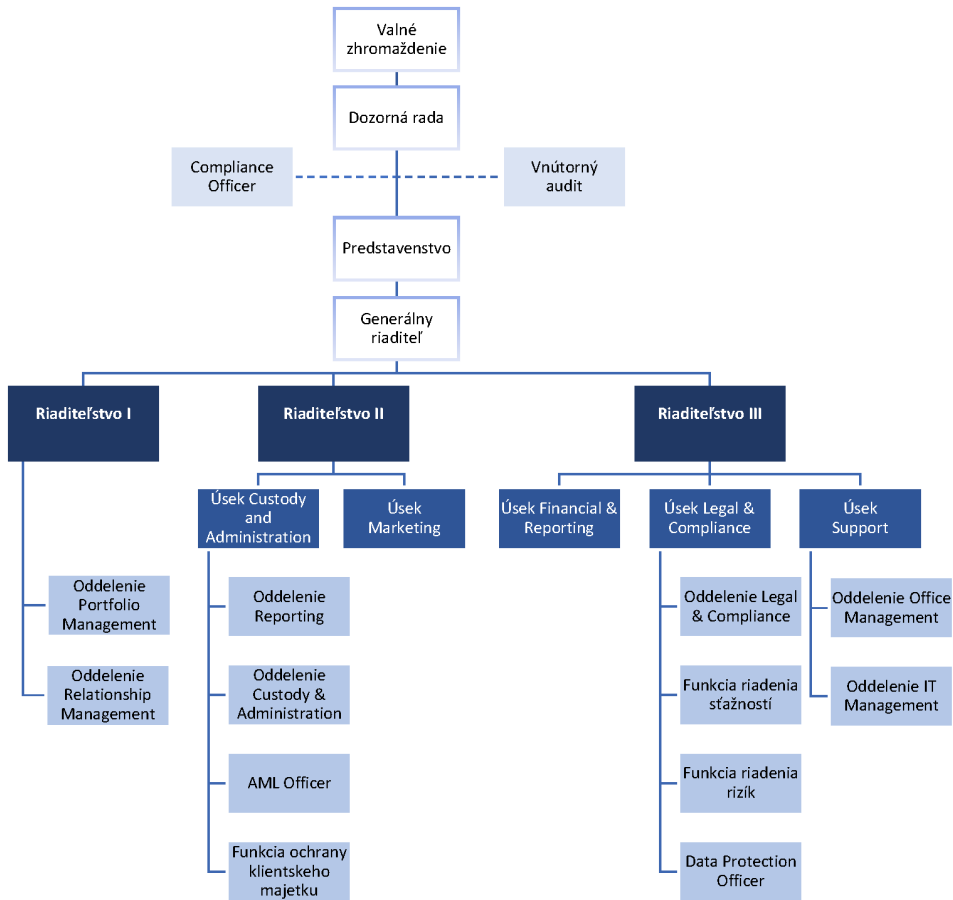 Valné
zhromaždenie
Dozorná rada
Compliance
Officer
Vnútorný
audit
Predstavenstvo
Generálny
riaditeľ
Riaditeľstvo I
Riaditeľstvo II
Riaditeľstvo III
Úsek Custody
and
Administration
Úsek
Marketing
Úsek Financial &
Reporting
Úsek Legal &
Compliance
Úsek
Support
Oddelenie
Portfolio
Management
Oddelenie
Relationship
Management
Oddelenie
Reporting
Oddelenie
Custody &
Administration
AML Officer
Funkcia ochrany
klientskeho
majetku
Oddelenie Legal
& Compliance
Funkcia riadenia
sťažností
Funkcia riadenia
rizík
Data Protection
Officer
Oddelenie Office
Management
Oddelenie IT
Management